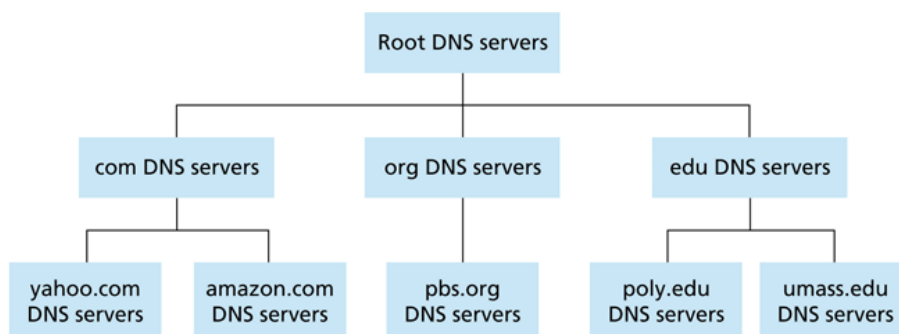 Root DNS servers
com DNS servers
org DNS servers
edu DNS servers
yahoo.com
DNS servers
amazon.com
DNS servers
pbs.org
DNS servers
poly.edu
DNS servers
umass.edu
DNS servers